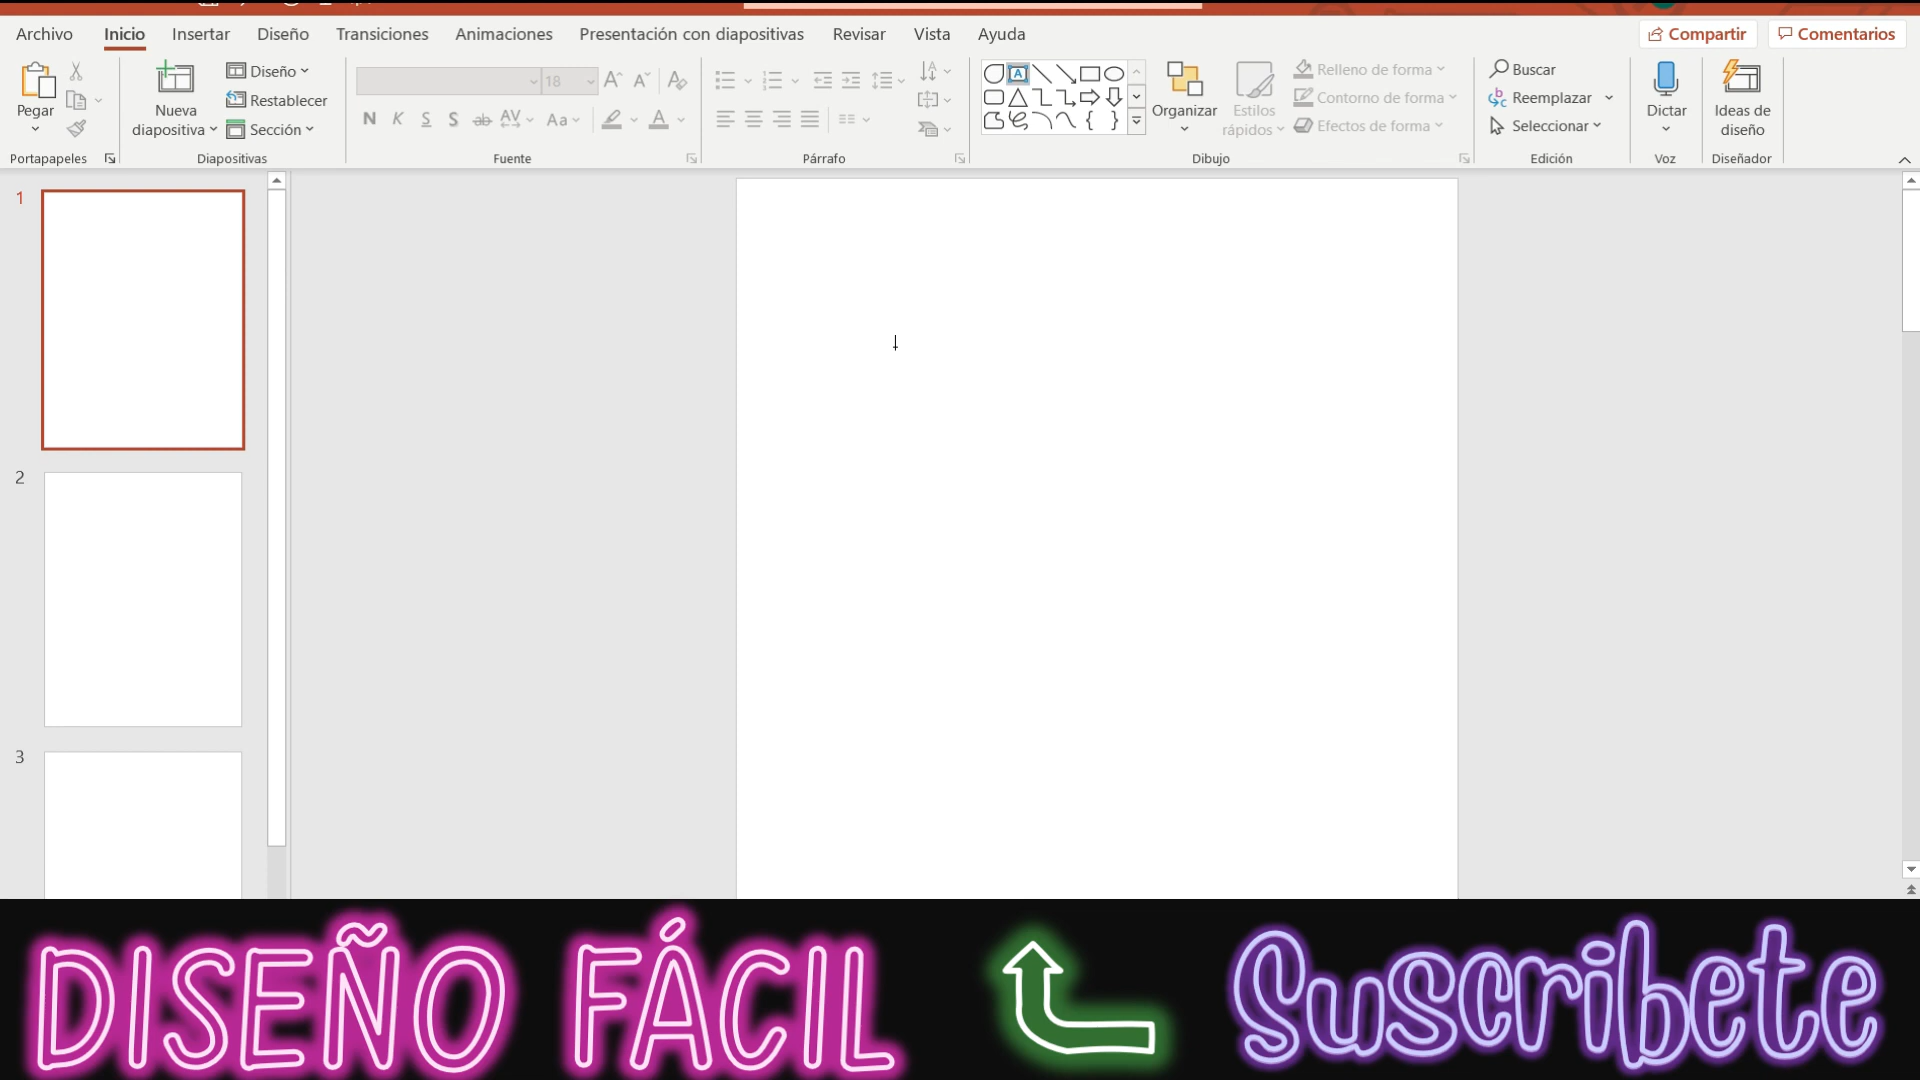 Archivo Inicio Insertar Diseño Transiciones Animaciones Presentación con diapositivas Revisar Vista Ayuda Compartir Comentarios
Pegar
Nueva diapositiva
Diseño
Restablecer
Sección
18
N K S S ab AV Aa A
Organizar
Estilos rápidos
Relleno de forma
Contorno de forma
Efectos de forma
Buscar
Reemplazar
Seleccionar
Dictar
Ideas de diseño
Portapapeles Diapositivas Fuente Párrafo Dibujo Edición Voz Diseñador
1
2
3
DISEÑO FÁCIL Suscribete